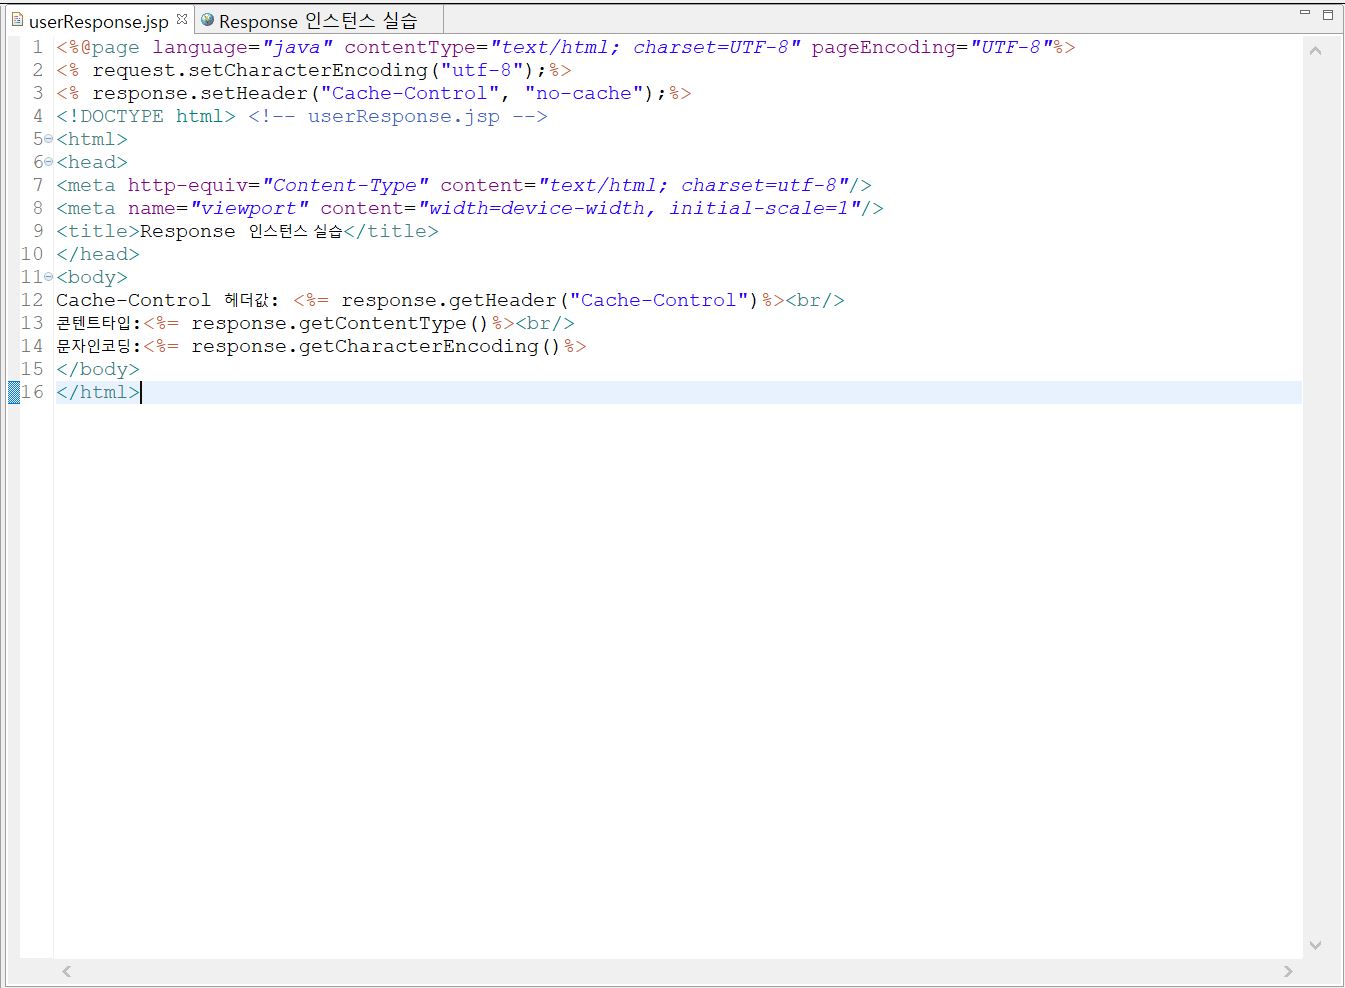 userResponse.jsp Response 인스턴스 실습
1 <%@page language="java" contentType="text/html; charset=UTF-8" pageEncoding="UTF-8"%>
2 <% request.setCharacterEncoding("utf-8");%>
3 <% response.setHeader("Cache-Control", "no-cache");%>
4 <!DOCTYPE html> <!-- userResponse.jsp -->
5 <html>
6 <head>
7 <meta http-equiv="Content-Type" content="text/html; charset=utf-8"/>
8 <meta name="viewport" content="width=device-width, initial-scale=1"/>
9 <title>Response 인스턴스 실습</title>
10 </head>
11 <body>
12 Cache-Control 헤더값: <%= response.getHeader("Cache-Control")%><br/>
13 콘텐트타입:<%= response.getContentType()%><br/>
14 문자인코딩:<%= response.getCharacterEncoding()%>
15 </body>
16 </html>